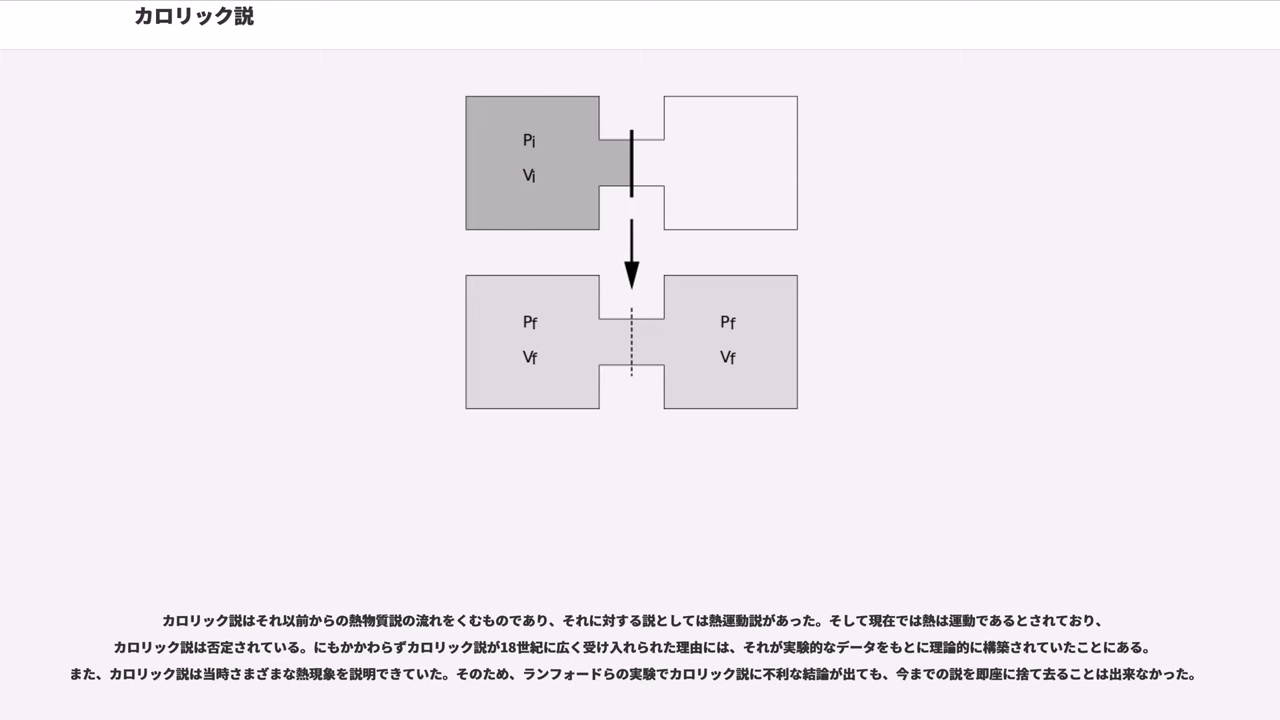 カロリック説
Pi
Vi
Pf Pf
Vf Vf
カロリック説はそれ以前からの熱物質説の流れをくむものであり、それに対する説としては熱運動説があった。そして現在では熱は運動であるとされており、
カロリック説は否定されている。にもかかわらずカロリック説が18世紀に広く受け入れられた理由には、それが実験的なデータをもとに理論的に構築されていたことにある。
また、カロリック説は当時さまざまな熱現象を説明できていた。そのため、ランフォードらの実験でカロリック説に不利な結論が出ても、今までの説を即座に捨て去ることは出来なかった。